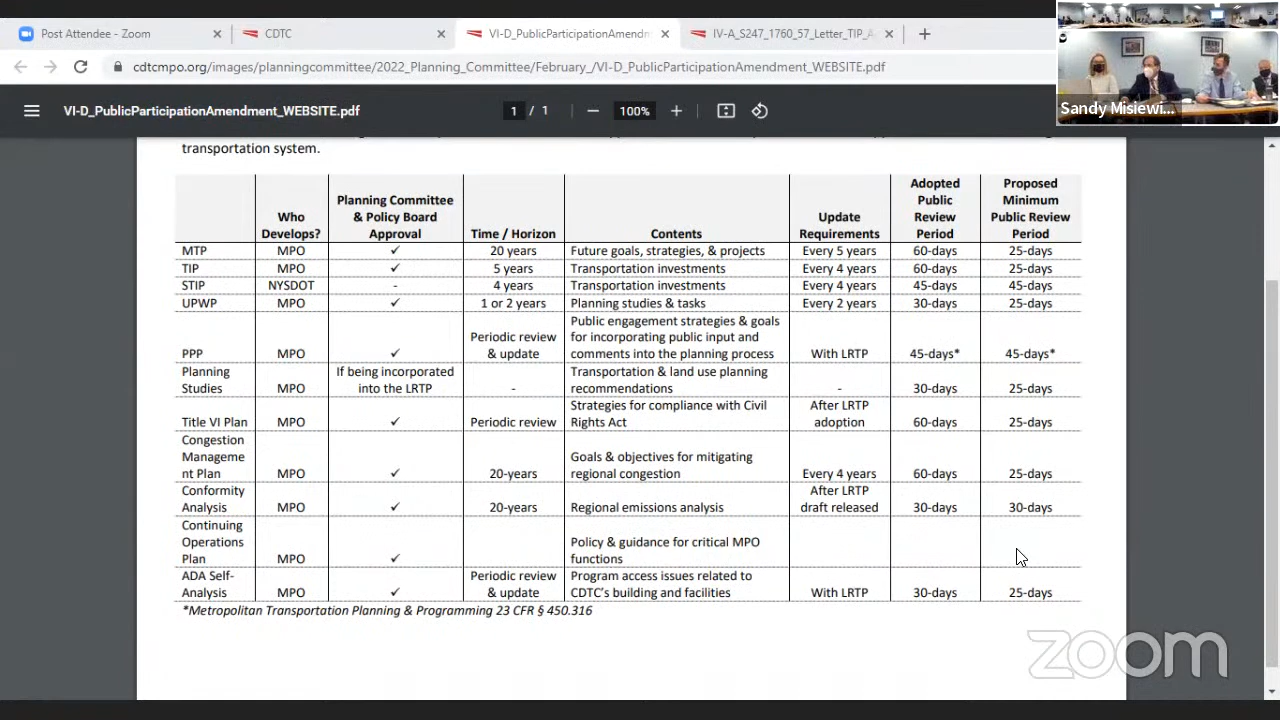 Post Attendee - Zoom
CDTC
VI-D_PublicParticipationAmendm
IV-A_S247_1760_57_Letter_TIP_A
cdtcmpo.org/images/planningcommittee/2022_Planning_Committee/February_/VI-D_PublicParticipationAmendment_WEBSITE.pdf
VI-D_PublicParticipationAmendment_WEBSITE.pdf
1 / 1
100%
Sandy Misiewi...
transportation system.
Who Develops? Planning Committee & Policy Board Approval Time / Horizon Contents Update Requirements Adopted Public Review Period Proposed Minimum Public Review Period
MTP MPO ✓ 20 years Future goals, strategies, & projects Every 5 years 60-days 25-days
TIP MPO ✓ 5 years Transportation investments Every 4 years 60-days 25-days
STIP NYSDOT - 4 years Transportation investments Every 4 years 45-days 45-days
UPWP MPO ✓ 1 or 2 years Planning studies & tasks Every 2 years 30-days 25-days
PPP MPO ✓ Periodic review & update Public engagement strategies & goals for incorporating public input and comments into the planning process With LRTP 45-days* 45-days*
Planning Studies MPO If being incorporated into the LRTP - Transportation & land use planning recommendations - 30-days 25-days
Title VI Plan MPO ✓ Periodic review Strategies for compliance with Civil Rights Act After LRTP adoption 60-days 25-days
Congestion Manageme nt Plan MPO ✓ 20-years Goals & objectives for mitigating regional congestion Every 4 years 60-days 25-days
Conformity Analysis MPO ✓ 20-years Regional emissions analysis After LRTP draft released 30-days 30-days
Continuing Operations Plan MPO ✓ Policy & guidance for critical MPO functions
ADA Self-Analysis MPO ✓ Periodic review & update Program access issues related to CDTC's building and facilities With LRTP 30-days 25-days
*Metropolitan Transportation Planning & Programming 23 CFR § 450.316
zoom